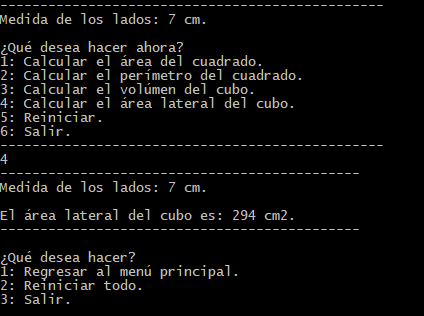 ------------------------------------------------
Medida de los lados: 7 cm.
¿Qué desea hacer ahora?
1: Calcular el área del cuadrado.
2: Calcular el perímetro del cuadrado.
3: Calcular el volúmen del cubo.
4: Calcular el área lateral del cubo.
5: Reiniciar.
6: Salir.
------------------------------------------------
4
---------------------------------------------
Medida de los lados: 7 cm.
El área lateral del cubo es: 294 cm2.
---------------------------------------------
¿Qué desea hacer?
1: Regresar al menú principal.
2: Reiniciar todo.
3: Salir.